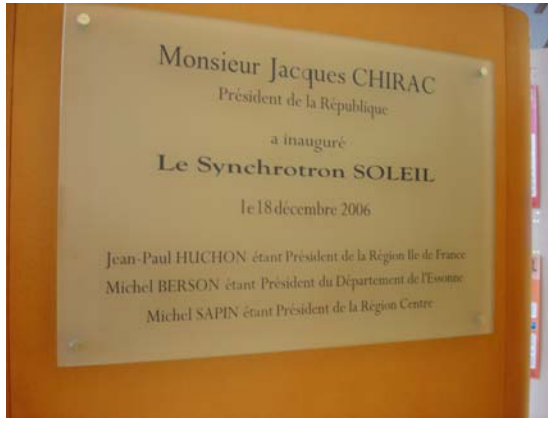 Monsieur Jacques CHIRAC
Président de la République
a inauguré
Le Synchrotron SOLEIL
le 18 décembre 2006
Jean-Paul HUCHON étant Président de la Région Ile de France
Michel BERSON étant Président du Département de l'Essonne
Michel SAPIN étant Président de la Région Centre